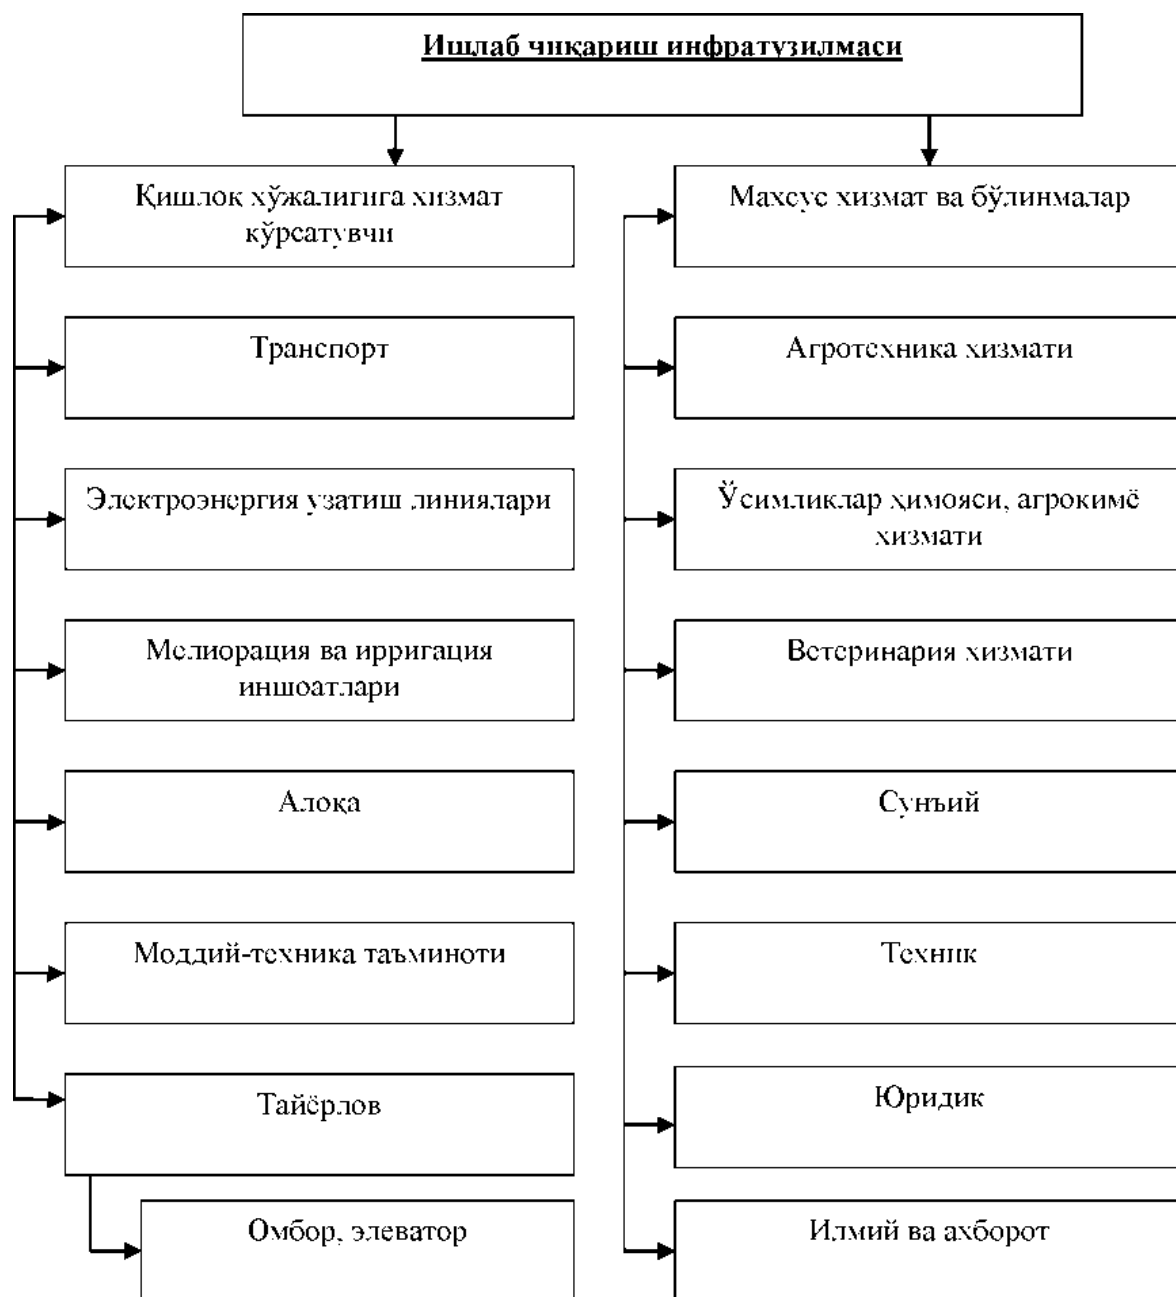 Ишлаб чиқариш инфратузилмаси
Қишлоқ хўжалигига хизмат
кўрсатувчи
Транспорт
Электроэнергия узатиш линиялари
Мелиорация ва ирригация
иншоатлари
Алоқа
Моддий-техника таъминоти
Тайёрлов
Омбор, элеватор
Махсус хизмат ва бўлинмалар
Агротехника хизмати
Ўсимликлар ҳимояси, агрокимё
хизмати
Ветеринария хизмати
Сунъий
Техник
Юридик
Илмий ва ахборот